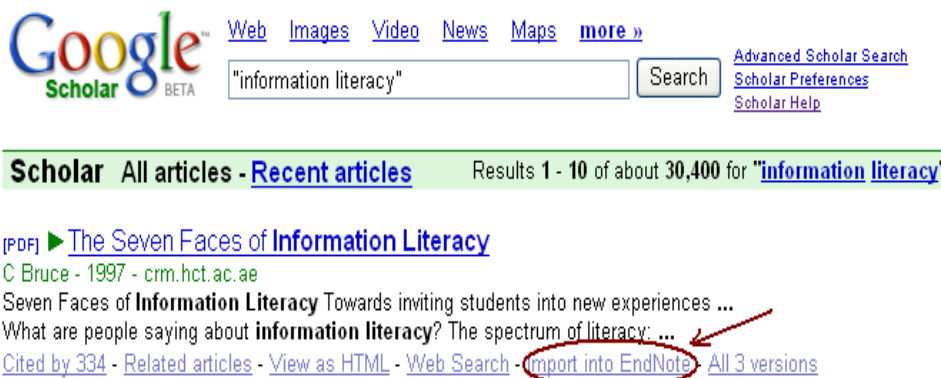 Google™ Web Images Video News Maps more »
Scholar BETA
"information literacy" Search
Advanced Scholar Search
Scholar Preferences
Scholar Help
Scholar All articles - Recent articles Results 1 - 10 of about 30,400 for "information literacy"
[PDF] ▶ The Seven Faces of Information Literacy
C Bruce - 1997 - crm.hct.ac.ae
Seven Faces of Information Literacy Towards inviting students into new experiences ...
What are people saying about information literacy? The spectrum of literacy: ...
Cited by 334 - Related articles - View as HTML - Web Search - Import into EndNote - All 3 versions